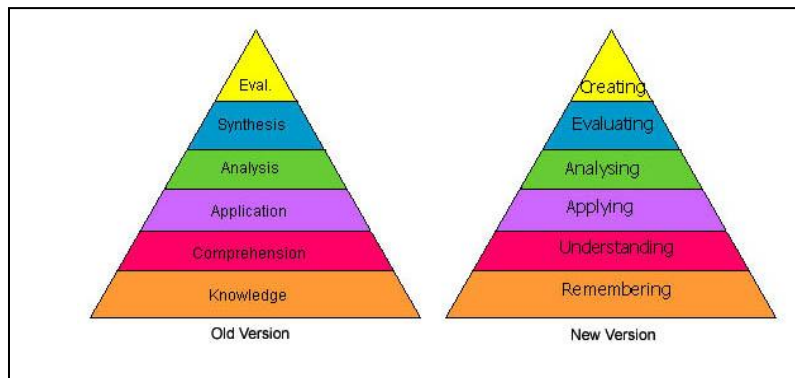 Eval.
Synthesis
Analysis
Application
Comprehension
Knowledge
Old Version
Creating
Evaluating
Analysing
Applying
Understanding
Remembering
New Version